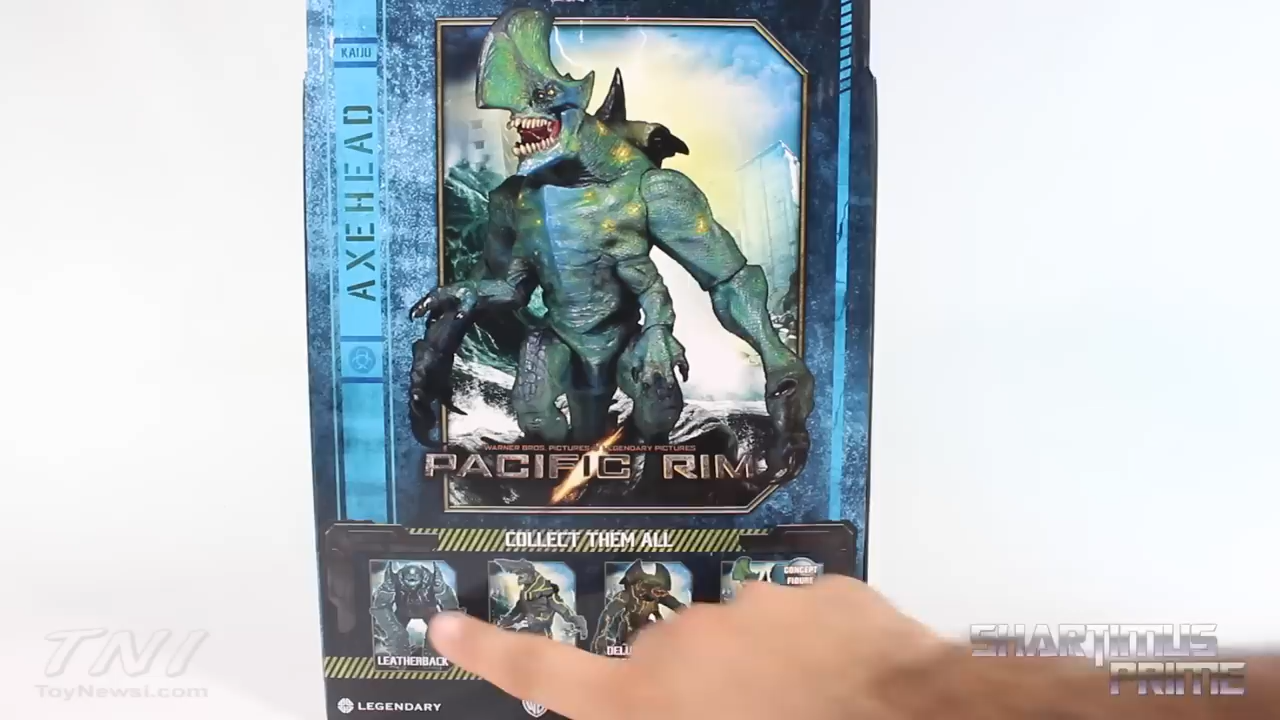 KAIJU
AXEHEAD
WARNER BROS. PICTURES & LEGENDARY PICTURES
PACIFIC RIM
COLLECT THEM ALL
CONCEPT
FIGURE
LEATHERBACK
LEGENDARY
WB
TNI
ToyNewsI.com
SHARTIMUS
PRIME